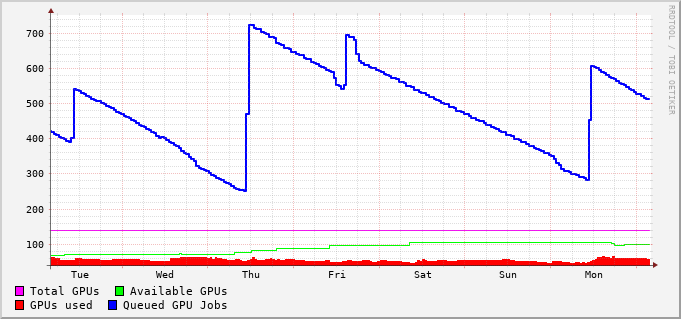 700
600
500
400
300
200
100
Tue Wed Thu Fri Sat Sun Mon
Total GPUs Available GPUs
GPUs used Queued GPU Jobs
RRDTOOL / TOBI OETIKER